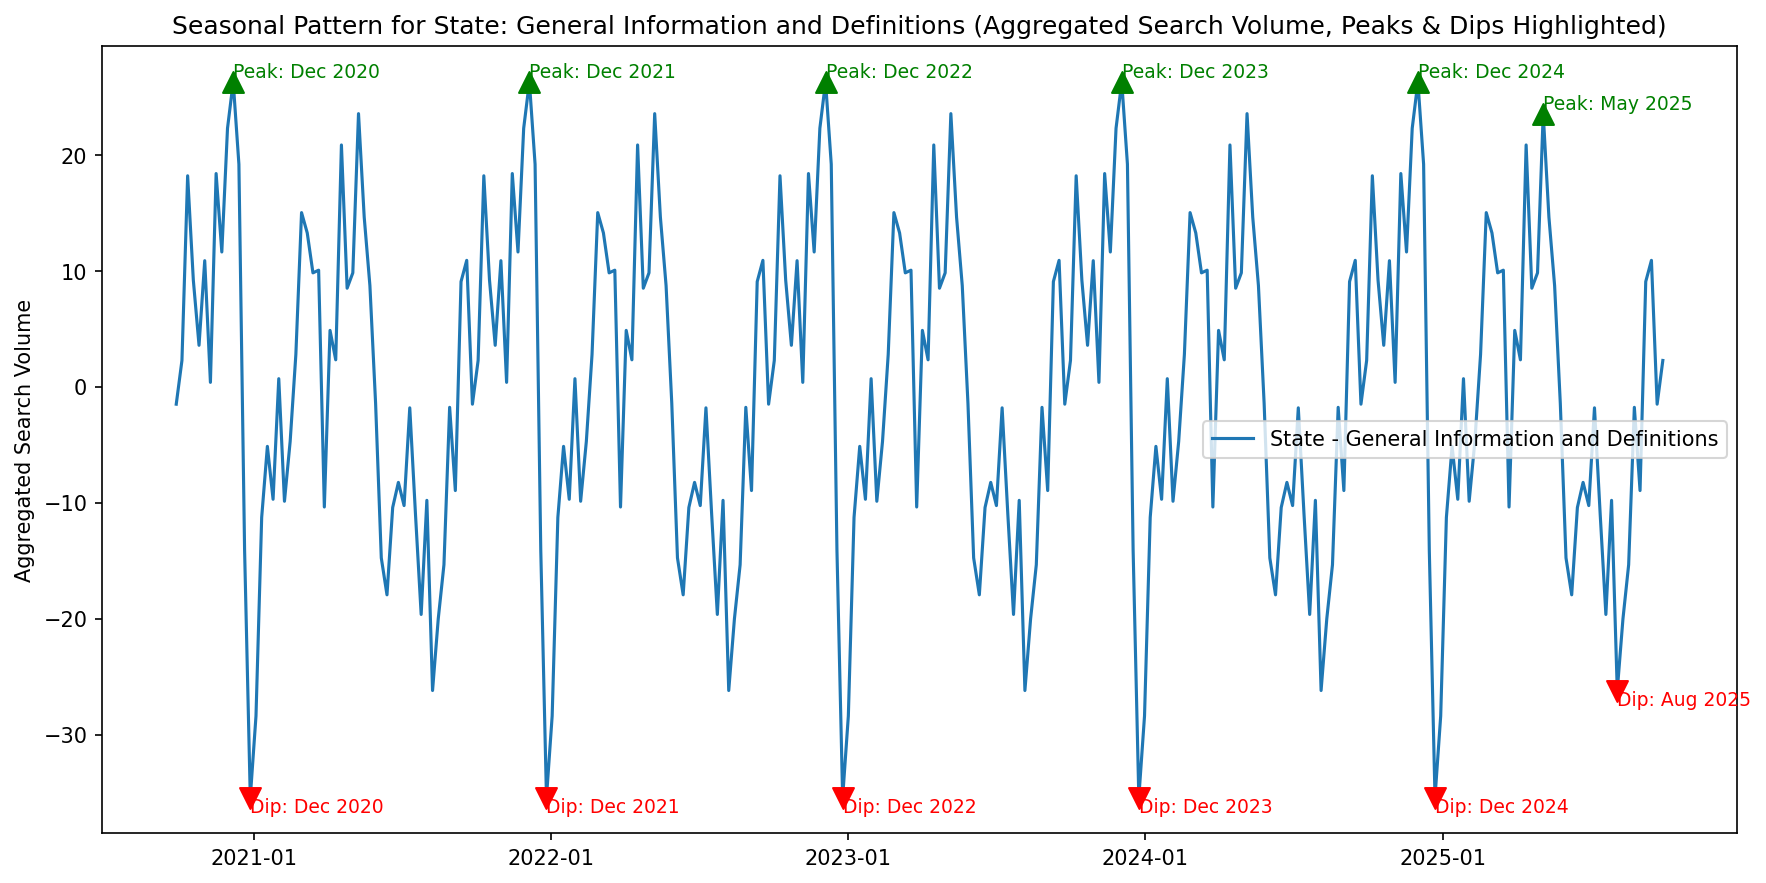 Seasonal Pattern for State: General Information and Definitions (Aggregated Search Volume, Peaks & Dips Highlighted)
Peak: Dec 2020
Peak: Dec 2021
Peak: Dec 2022
Peak: Dec 2023
Peak: Dec 2024
Peak: May 2025
Aggregated Search Volume
20
10
0
−10
−20
−30
State - General Information and Definitions
Dip: Aug 2025
Dip: Dec 2020
Dip: Dec 2021
Dip: Dec 2022
Dip: Dec 2023
Dip: Dec 2024
2021-01
2022-01
2023-01
2024-01
2025-01